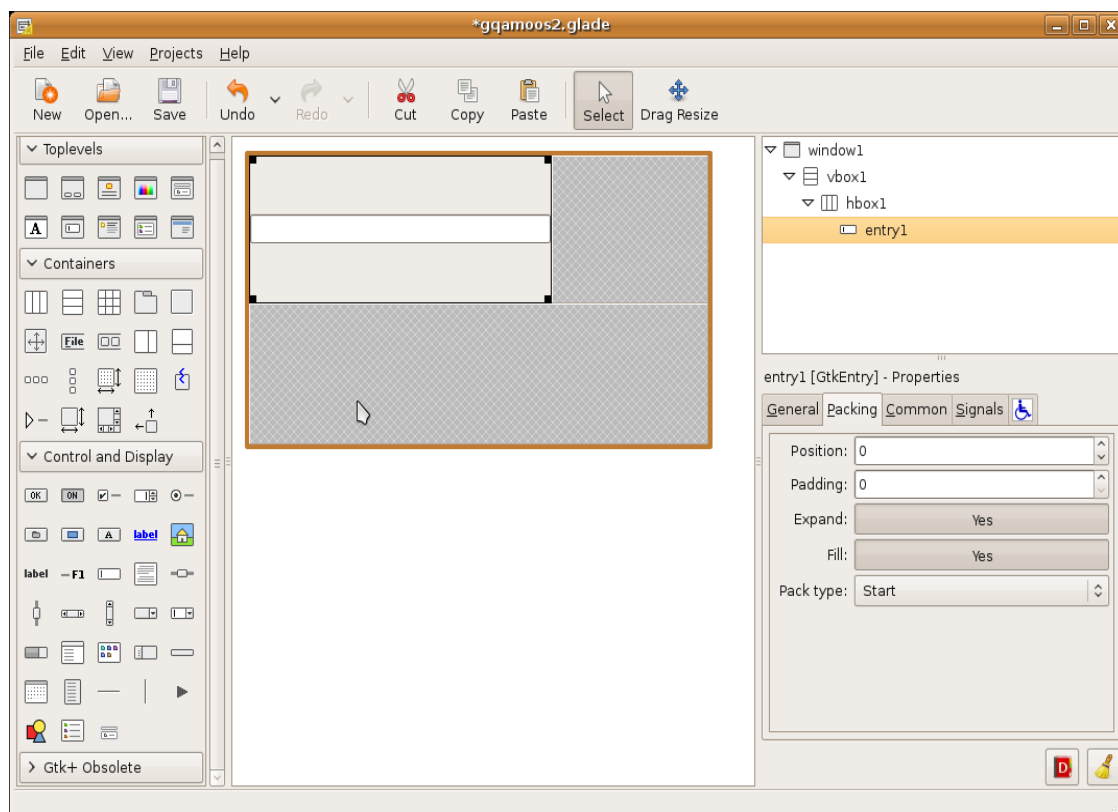 *gqamoos2.glade
File Edit View Projects Help
New Open... Save Undo Redo Cut Copy Paste Select Drag Resize
Toplevels
A
Containers
File
Control and Display
OK ON
A label
label F1
Gtk+ Obsolete
window1
vbox1
hbox1
entry1
entry1 [GtkEntry] - Properties
General Packing Common Signals
Position: 0
Padding: 0
Expand: Yes
Fill: Yes
Pack type: Start
D